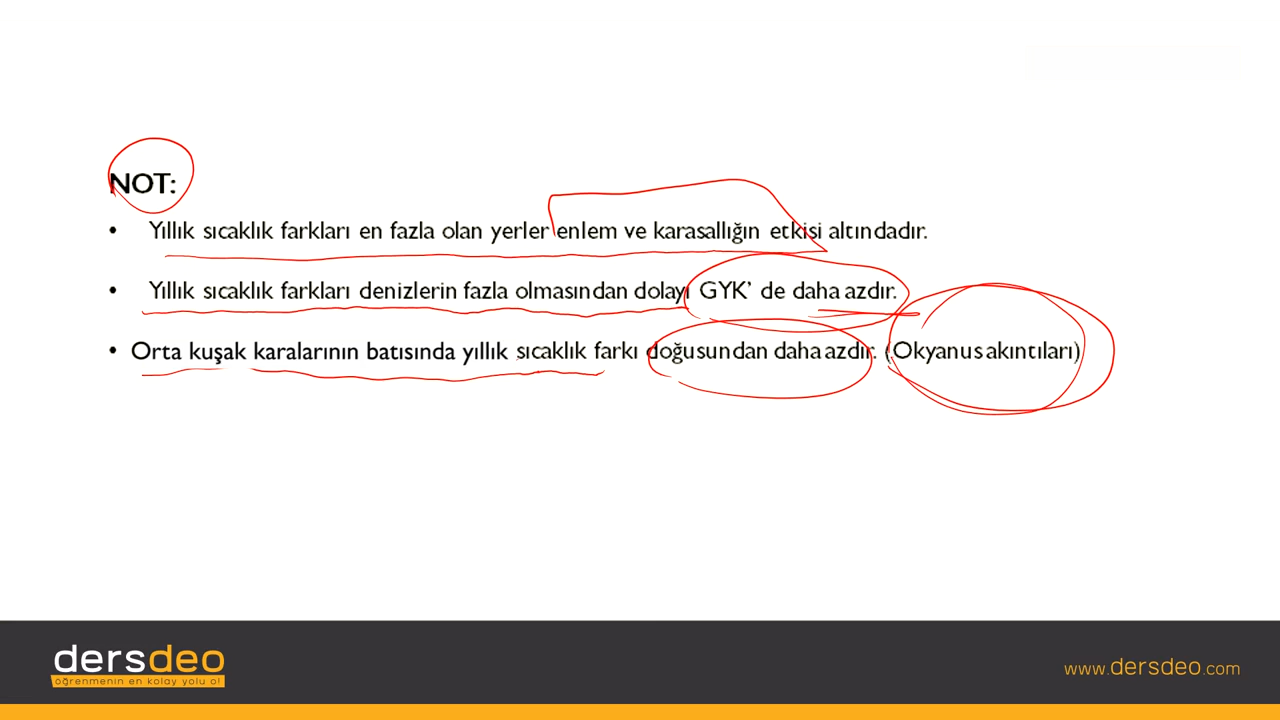 NOT:
• Yıllık sıcaklık farkları en fazla olan yerler enlem ve karasallığın etkisi altındadır.
• Yıllık sıcaklık farkları denizlerin fazla olmasından dolayı GYK' de daha azdır.
• Orta kuşak karalarının batısında yıllık sıcaklık farkı doğusundan daha azdır. (Okyanus akıntıları)
dersdeo
öğrenmenin en kolay yolu o!
www.dersdeo.com